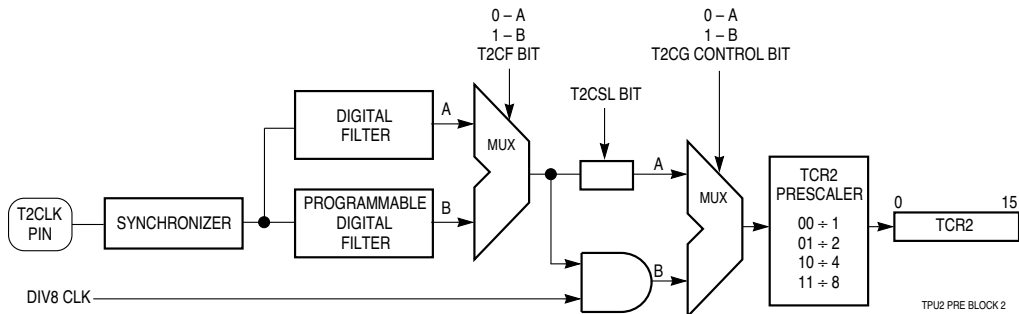 0 – A
1 – B
T2CF BIT
0 – A
1 – B
T2CG CONTROL BIT
T2CSL BIT
DIGITAL
FILTER
A
MUX
A
MUX
TCR2
PRESCALER
00 ÷ 1
01 ÷ 2
10 ÷ 4
11 ÷ 8
0 15
TCR2
T2CLK
PIN
SYNCHRONIZER
PROGRAMMABLE
DIGITAL
FILTER
B
B
DIV8 CLK
TPU2 PRE BLOCK 2